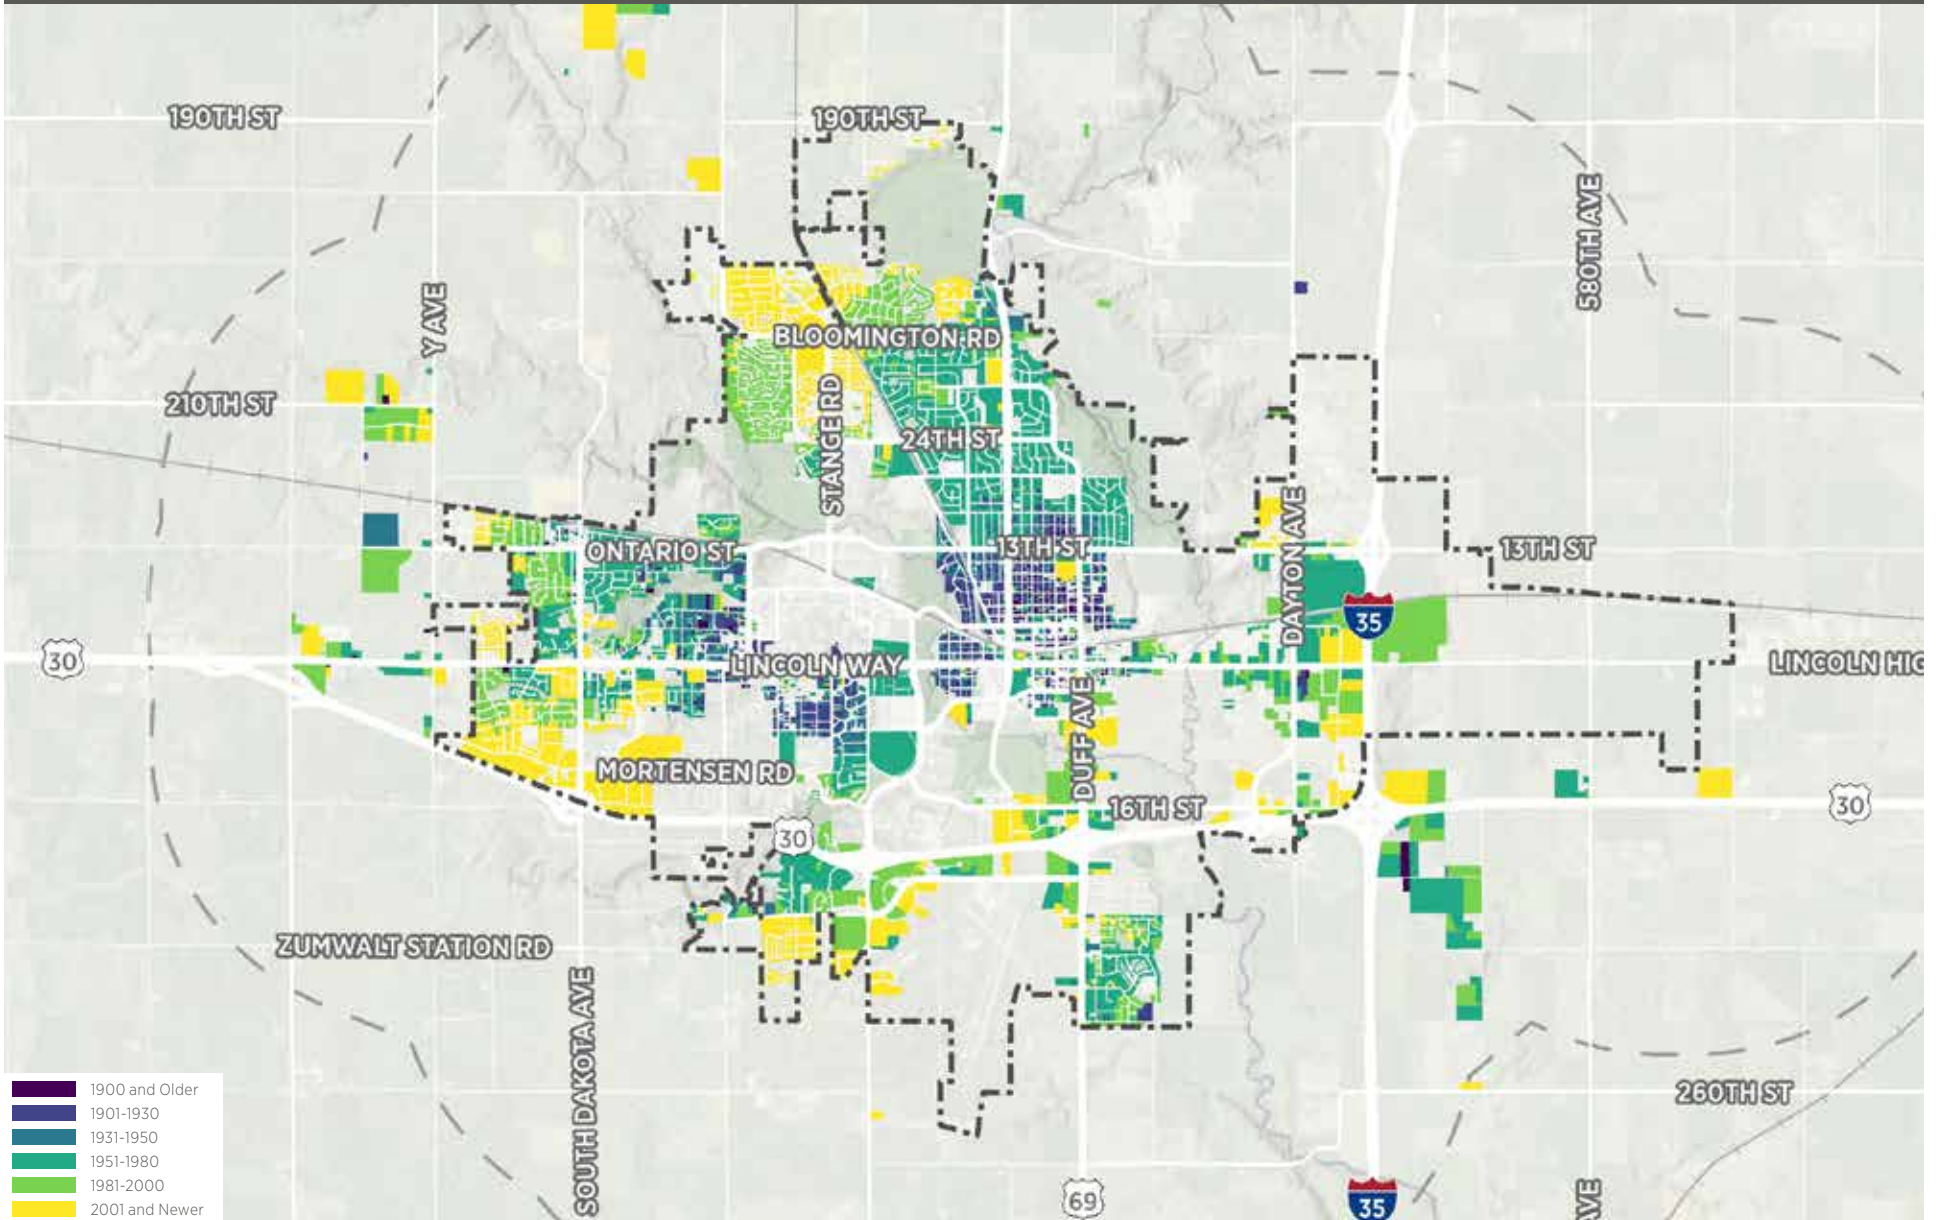 190TH ST
190TH ST
580TH AVE
Y AVE
BLOOMINGTON RD
210TH ST
STANGE RD
24TH ST
DAYTON AVE
ONTARIO ST
13TH ST
13TH ST
35
30
LINCOLN WAY
LINCOLN HIG
DUFF AVE
MORTENSEN RD
16TH ST
30
30
ZUMWALT STATION RD
SOUTH DAKOTA AVE
260TH ST
69
35
AVE
1900 and Older
1901-1930
1931-1950
1951-1980
1981-2000
2001 and Newer